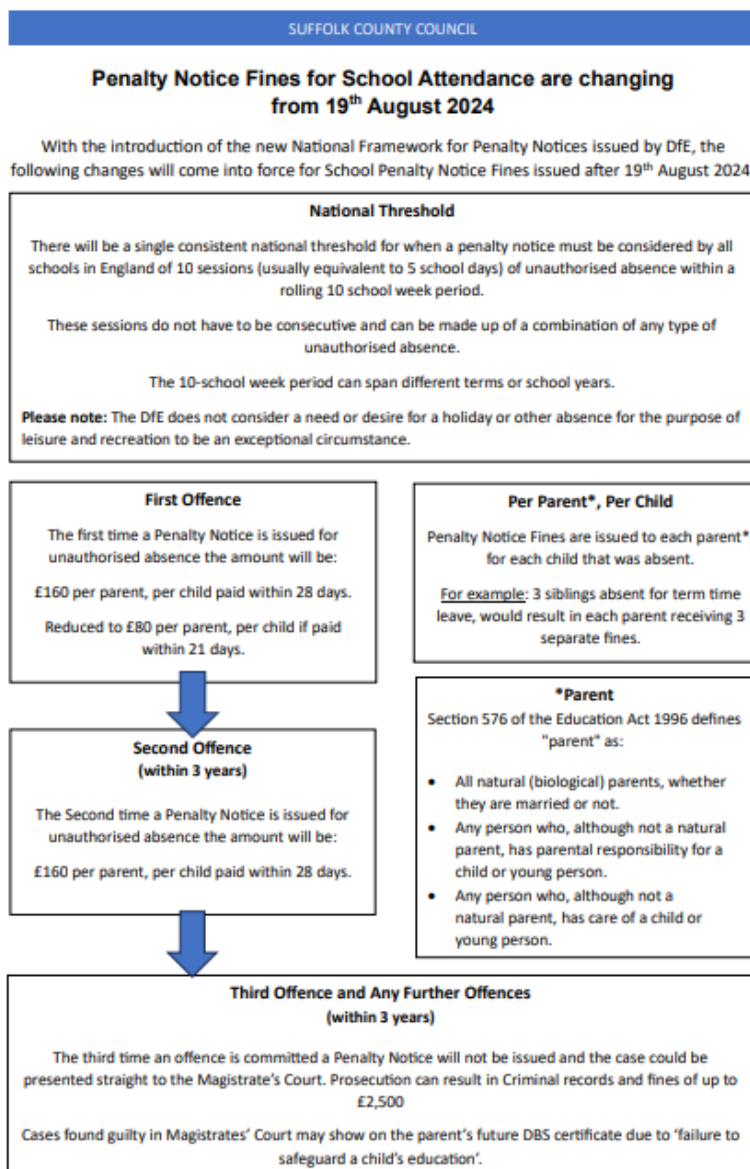 SUFFOLK COUNTY COUNCIL
Penalty Notice Fines for School Attendance are changing
from 19th August 2024
With the introduction of the new National Framework for Penalty Notices issued by DfE, the
following changes will come into force for School Penalty Notice Fines issued after 19th August 2024
National Threshold
There will be a single consistent national threshold for when a penalty notice must be considered by all
schools in England of 10 sessions (usually equivalent to 5 school days) of unauthorised absence within a
rolling 10 school week period.
These sessions do not have to be consecutive and can be made up of a combination of any type of
unauthorised absence.
The 10-school week period can span different terms or school years.
Please note: The DfE does not consider a need or desire for a holiday or other absence for the purpose of
leisure and recreation to be an exceptional circumstance.
First Offence
The first time a Penalty Notice is issued for
unauthorised absence the amount will be:
£160 per parent, per child paid within 28 days.
Reduced to £80 per parent, per child if paid
within 21 days.
Per Parent*, Per Child
Penalty Notice Fines are issued to each parent*
for each child that was absent.
For example: 3 siblings absent for term time
leave, would result in each parent receiving 3
separate fines.
Second Offence
(within 3 years)
The Second time a Penalty Notice is issued for
unauthorised absence the amount will be:
£160 per parent, per child paid within 28 days.
*Parent
Section 576 of the Education Act 1996 defines
"parent" as:
• All natural (biological) parents, whether
they are married or not.
• Any person who, although not a natural
parent, has parental responsibility for a
child or young person.
• Any person who, although not a
natural parent, has care of a child or
young person.
Third Offence and Any Further Offences
(within 3 years)
The third time an offence is committed a Penalty Notice will not be issued and the case could be
presented straight to the Magistrate's Court. Prosecution can result in Criminal records and fines of up to
£2,500
Cases found guilty in Magistrates' Court may show on the parent's future DBS certificate due to 'failure to
safeguard a child's education'.